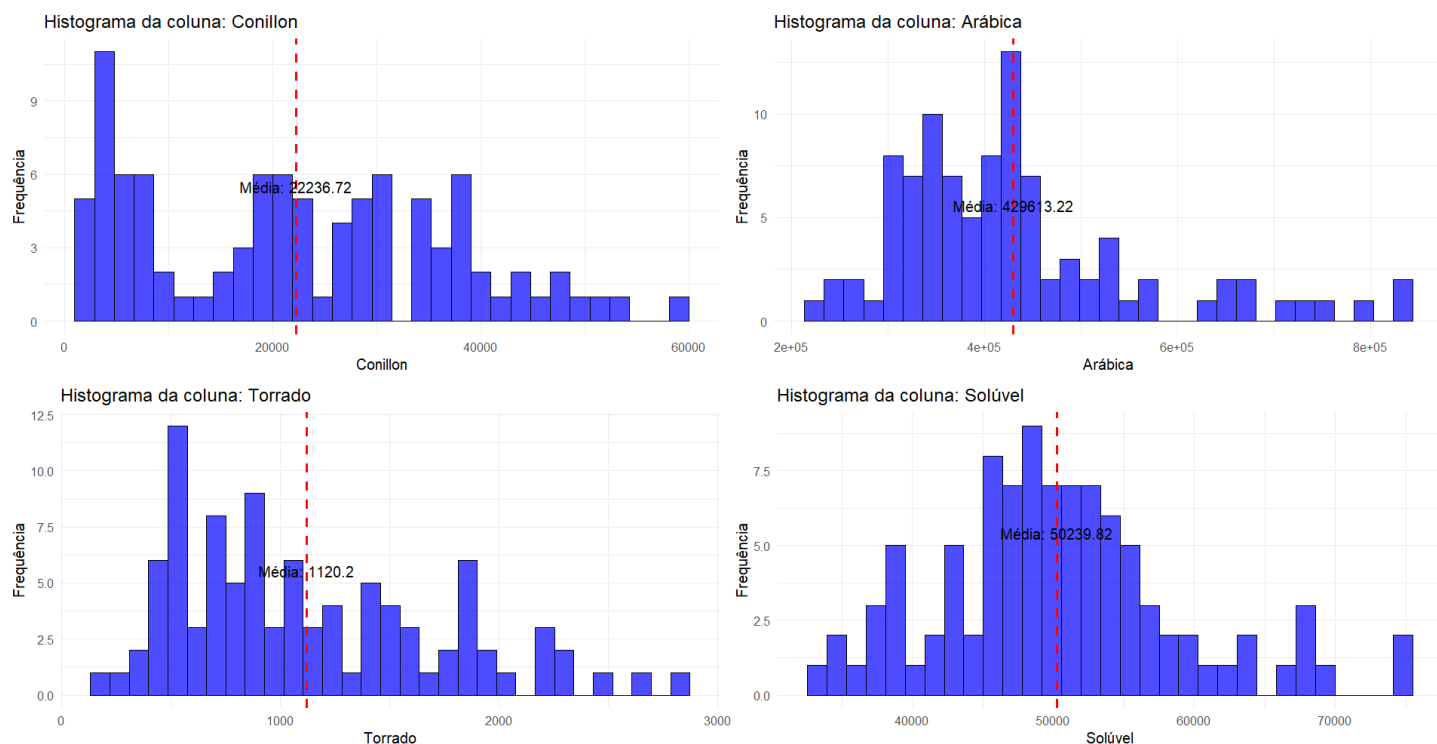 Histograma da coluna: Conillon
9
6
3
0
Frequência
Média: 22236.72
0 20000 40000 60000
Conillon
Histograma da coluna: Arábica
10
5
0
Frequência
Média: 429613.22
2e+05 4e+05 6e+05 8e+05
Arábica
Histograma da coluna: Torrado
12.5
10.0
7.5
5.0
2.5
0.0
Frequência
Média: 1120.2
0 1000 2000 3000
Torrado
Histograma da coluna: Solúvel
7.5
5.0
2.5
0.0
Frequência
Média: 50239.82
40000 50000 60000 70000
Solúvel